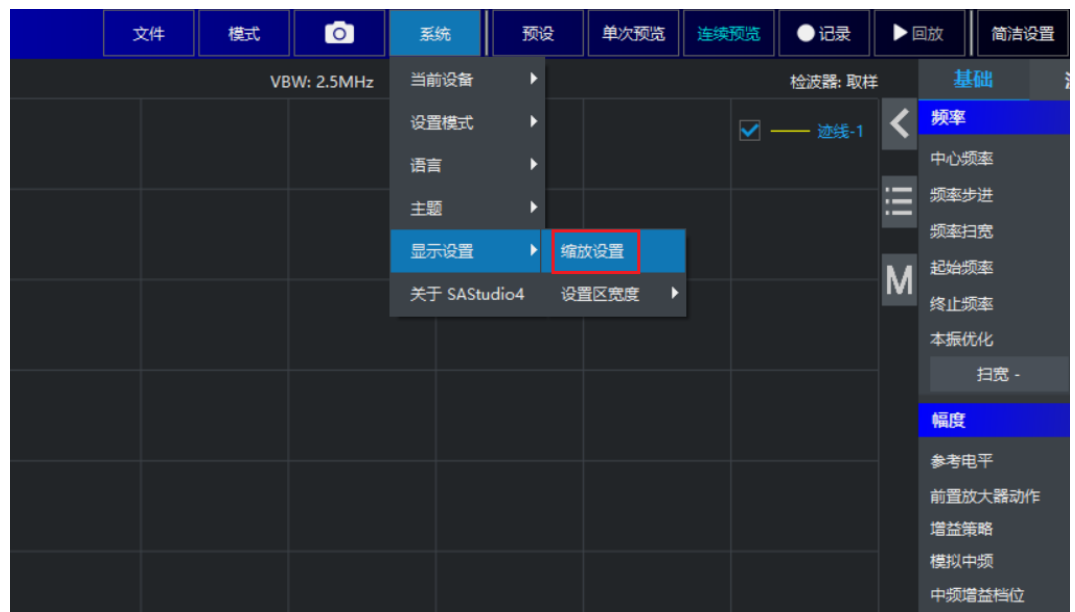 文件 模式 系统 预设 单次预览 连续预览 记录 回放 简洁设置
VBW: 2.5MHz 检波器: 取样
当前设备
设置模式
语言
主题
显示设置 缩放设置
关于 SAStudio4 设置区宽度
迹线-1
M
基础
频率
中心频率
频率步进
频率扫宽
起始频率
终止频率
本振优化
扫宽 -
幅度
参考电平
前置放大器动作
增益策略
模拟中频
中频增益档位